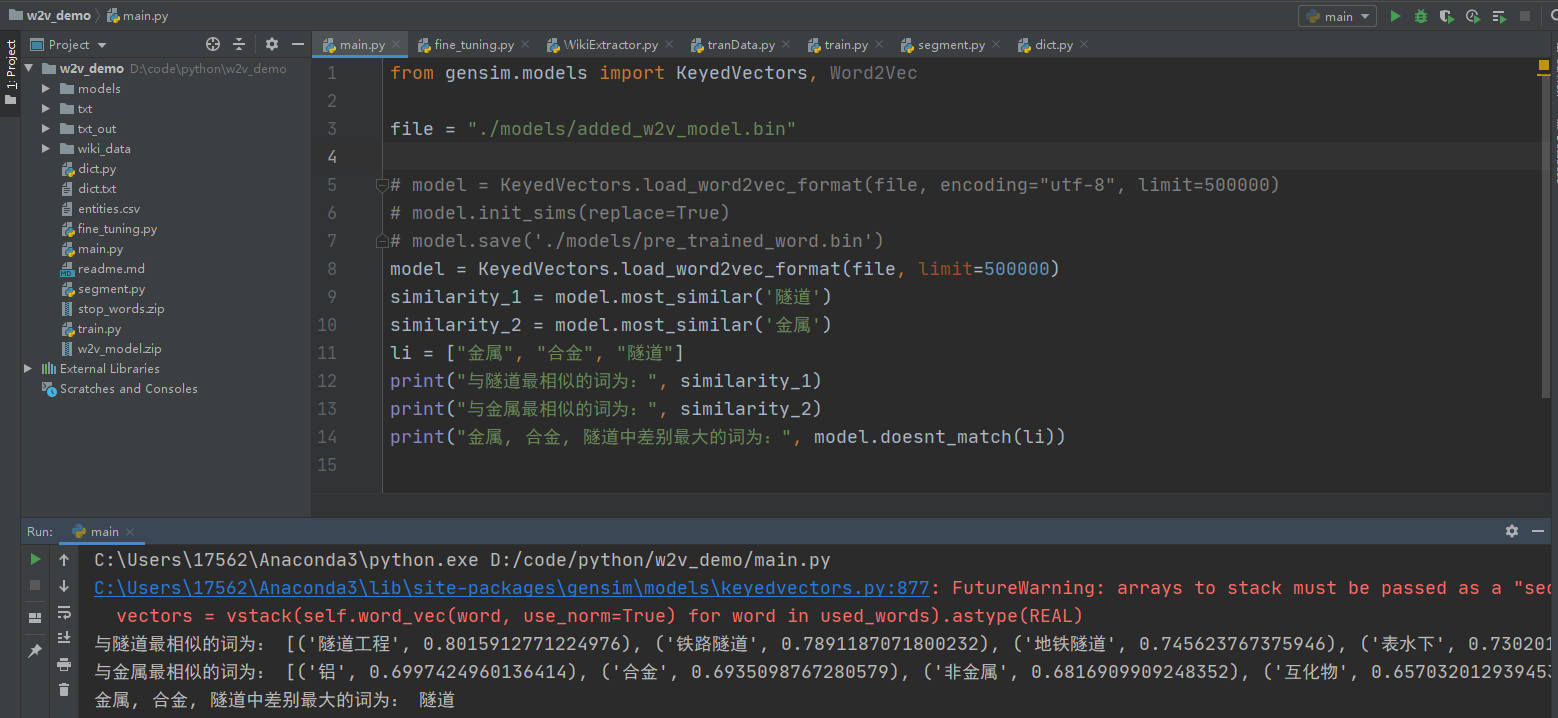 w2v_demo main.py
main
1: Project
Project
main.py fine_tuning.py WikiExtractor.py tranData.py train.py segment.py dict.py
w2v_demo D:\code\python\w2v_demo
models
txt
txt_out
wiki_data
dict.py
dict.txt
entities.csv
fine_tuning.py
main.py
readme.md
segment.py
stop_words.zip
train.py
w2v_model.zip
External Libraries
Scratches and Consoles
1 from gensim.models import KeyedVectors, Word2Vec
2
3 file = "./models/added_w2v_model.bin"
4
5 # model = KeyedVectors.load_word2vec_format(file, encoding="utf-8", limit=500000)
6 # model.init_sims(replace=True)
7 # model.save('./models/pre_trained_word.bin')
8 model = KeyedVectors.load_word2vec_format(file, limit=500000)
9 similarity_1 = model.most_similar('隧道')
10 similarity_2 = model.most_similar('金属')
11 li = ["金属", "合金", "隧道"]
12 print("与隧道最相似的词为：", similarity_1)
13 print("与金属最相似的词为：", similarity_2)
14 print("金属, 合金, 隧道中差别最大的词为：", model.doesnt_match(li))
15
Run: main
C:\Users\17562\Anaconda3\python.exe D:/code/python/w2v_demo/main.py
C:\Users\17562\Anaconda3\lib\site-packages\gensim\models\keyedvectors.py:877: FutureWarning: arrays to stack must be passed as a "sec
vectors = vstack(self.word_vec(word, use_norm=True) for word in used_words).astype(REAL)
与隧道最相似的词为： [('隧道工程', 0.8015912771224976), ('铁路隧道', 0.7891187071800232), ('地铁隧道', 0.745623767375946), ('表水下', 0.730201
与金属最相似的词为： [('铝', 0.6997424960136414), ('合金', 0.6935098767280579), ('非金属', 0.6816909909248352), ('互化物', 0.657032012939453
金属, 合金, 隧道中差别最大的词为： 隧道